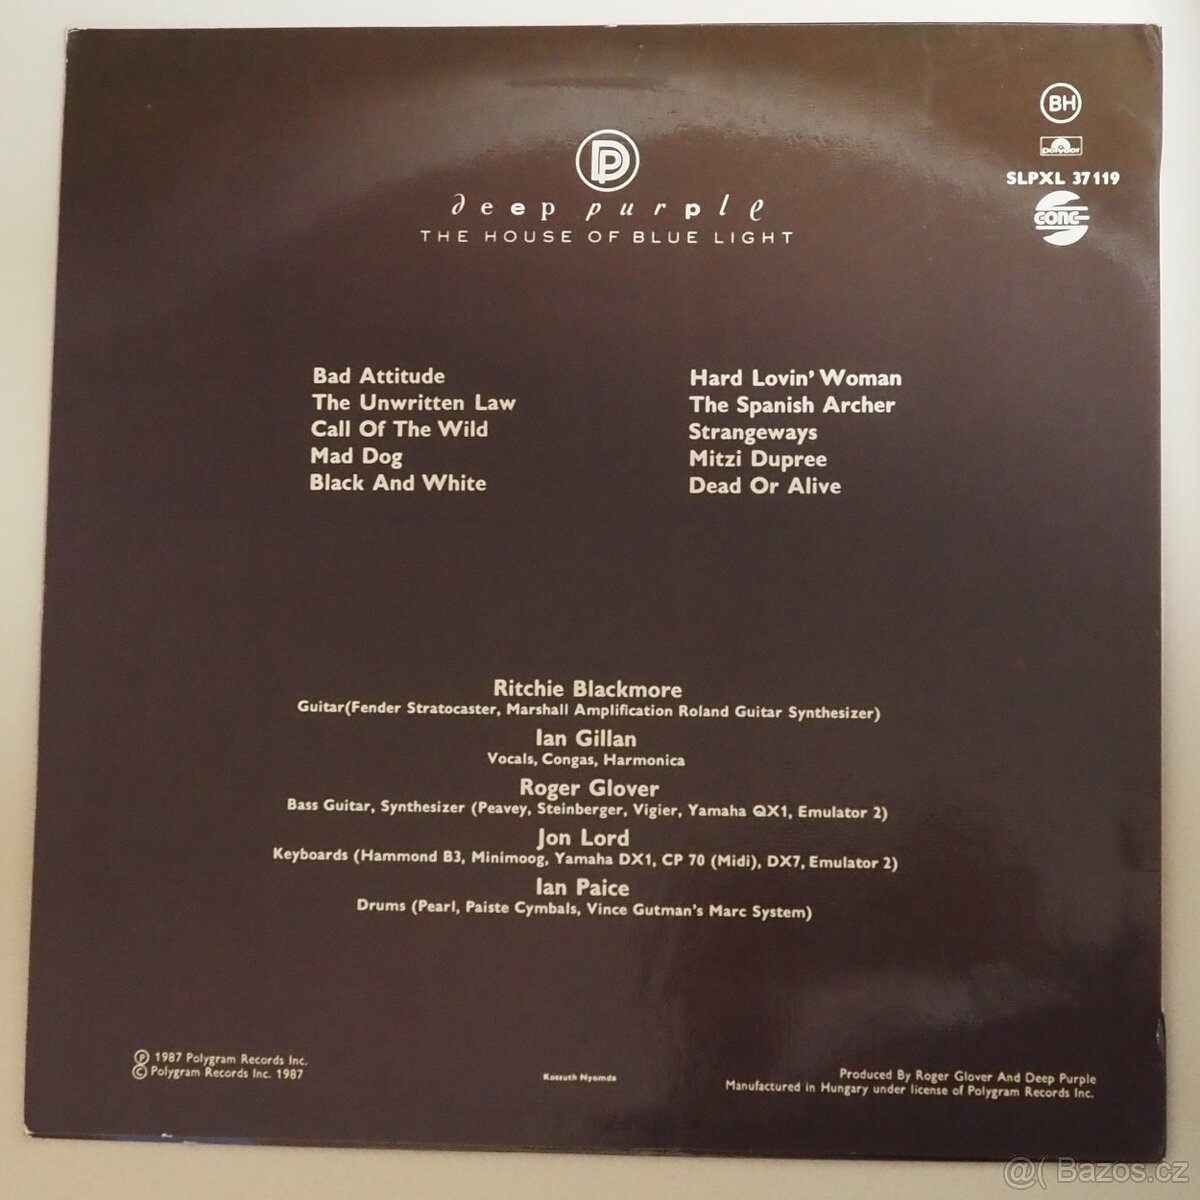 BH
Polydor
SLPXL 37119
GONG
DP
deep purple
THE HOUSE OF BLUE LIGHT
Bad Attitude
The Unwritten Law
Call Of The Wild
Mad Dog
Black And White
Hard Lovin' Woman
The Spanish Archer
Strangeways
Mitzi Dupree
Dead Or Alive
Ritchie Blackmore
Guitar(Fender Stratocaster, Marshall Amplification Roland Guitar Synthesizer)
Ian Gillan
Vocals, Congas, Harmonica
Roger Glover
Bass Guitar, Synthesizer (Peavey, Steinberger, Vigier, Yamaha QX1, Emulator 2)
Jon Lord
Keyboards (Hammond B3, Minimoog, Yamaha DX1, CP 70 (Midi), DX7, Emulator 2)
Ian Paice
Drums (Pearl, Paiste Cymbals, Vince Gutman's Marc System)
℗ 1987 Polygram Records Inc.
© Polygram Records Inc. 1987
Kossuth Nyomda
Produced By Roger Glover And Deep Purple
Manufactured in Hungary under license of Polygram Records Inc.
@( Bazos.cz